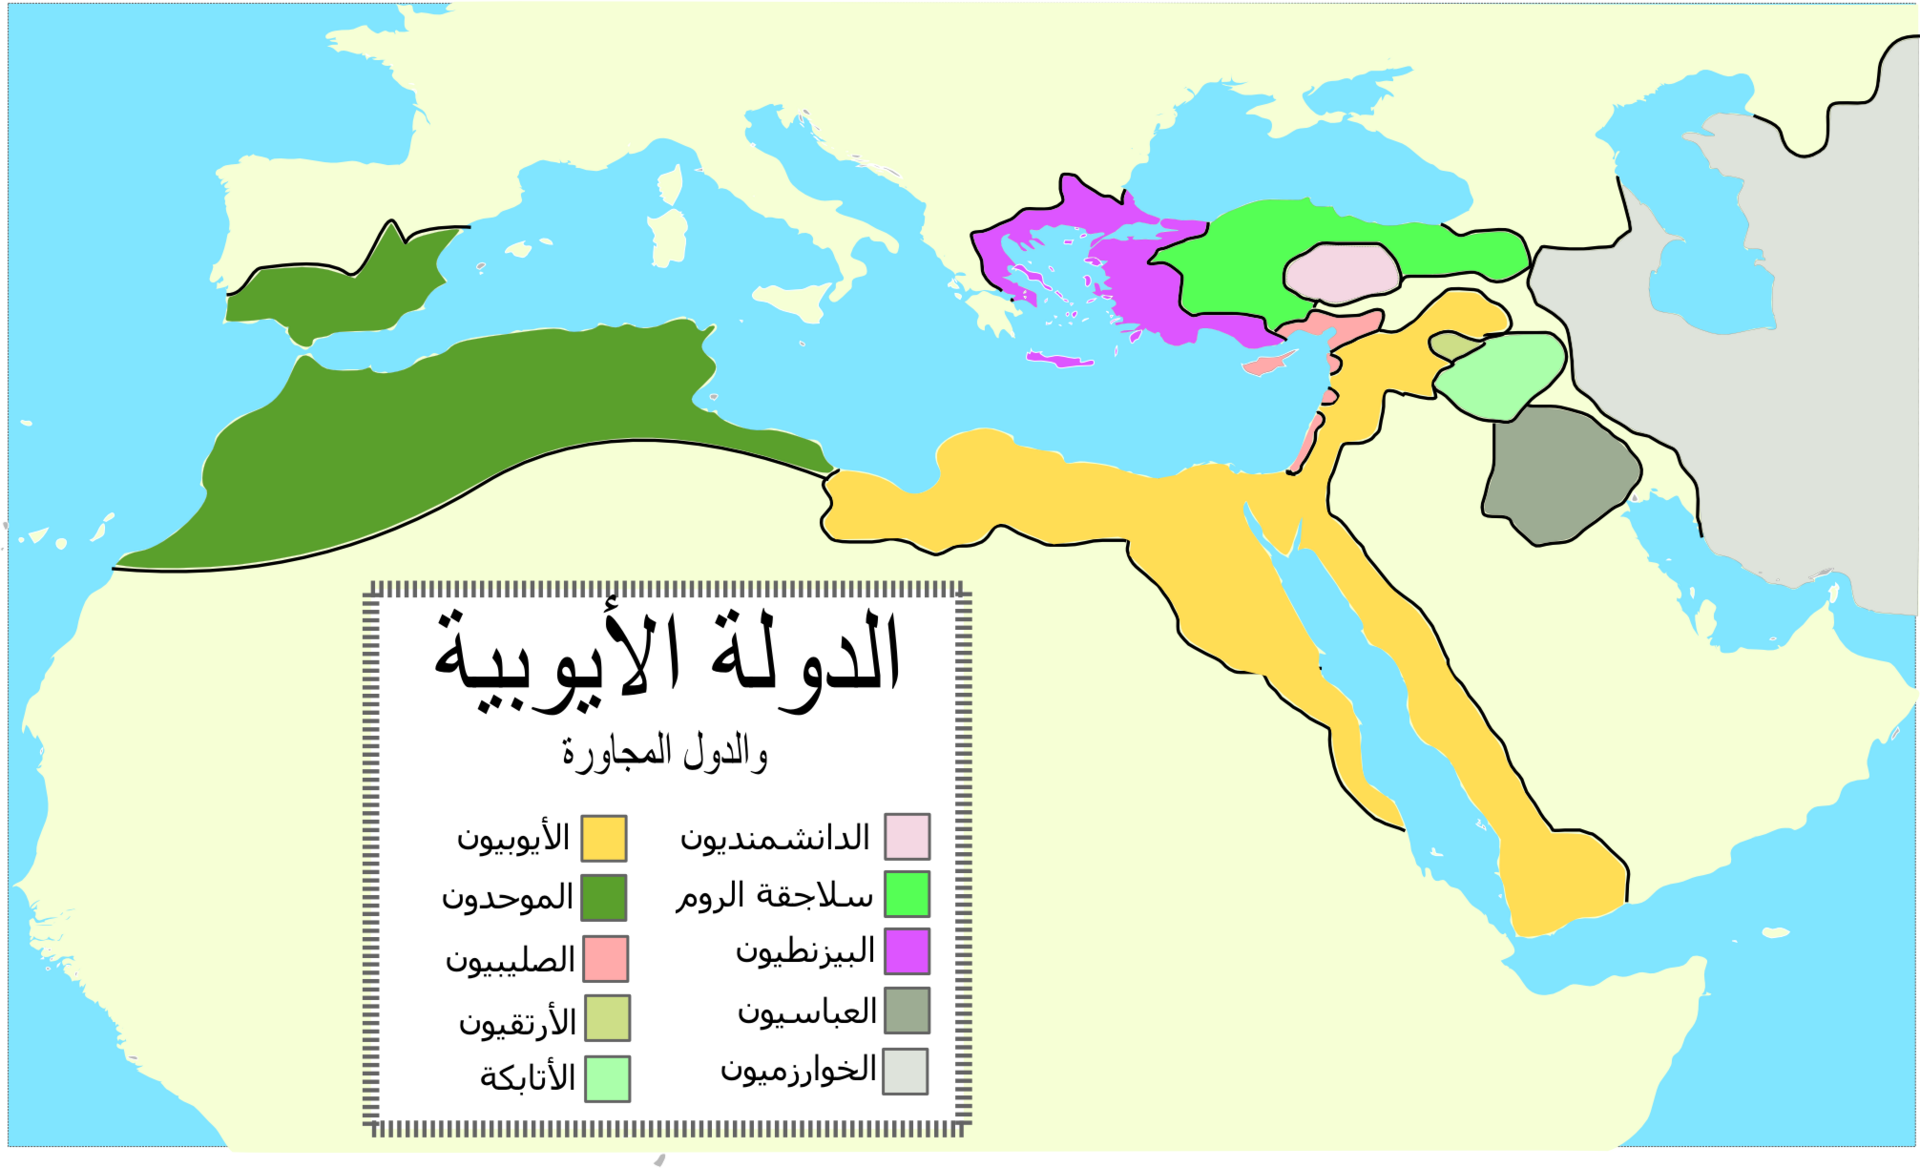 الدولة الأيوبية
والدول المجاورة
الدانشمنديون
سلاجقة الروم
البيزنطيون
العباسيون
الخوارزميون
الأيوبيون
الموحدون
الصليبيون
الأرتقيون
الأتابكة